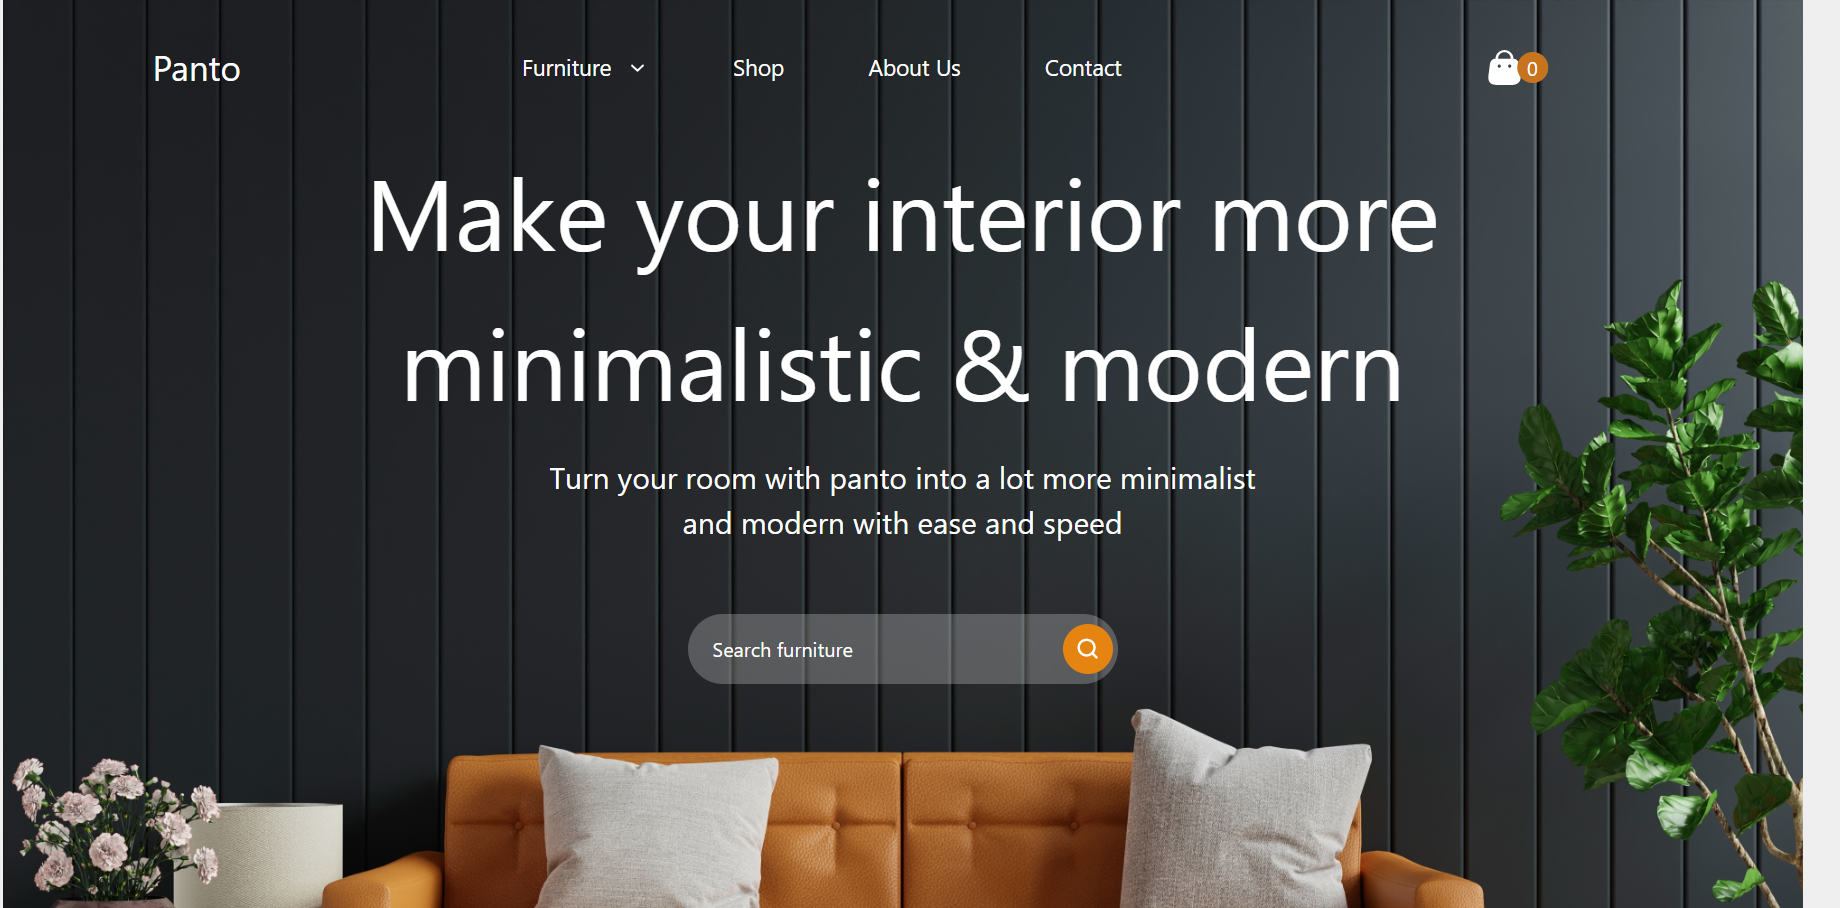 Panto
Furniture
Shop
About Us
Contact
0
Make your interior more
minimalistic & modern
Turn your room with panto into a lot more minimalist
and modern with ease and speed
Search furniture